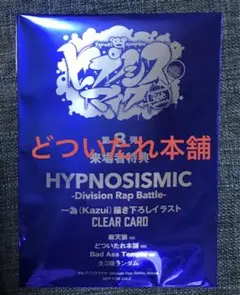 ヒプノシスマイク
第8弾
どついたれ本舗
来場者特典
HYPNOSISMIC
-Division Rap Battle-
一為(Kazui)描き下ろしイラスト
CLEAR CARD
麻天狼 ver.
どついたれ本舗 ver.
Bad Ass Temple ver.
全3種ランダム